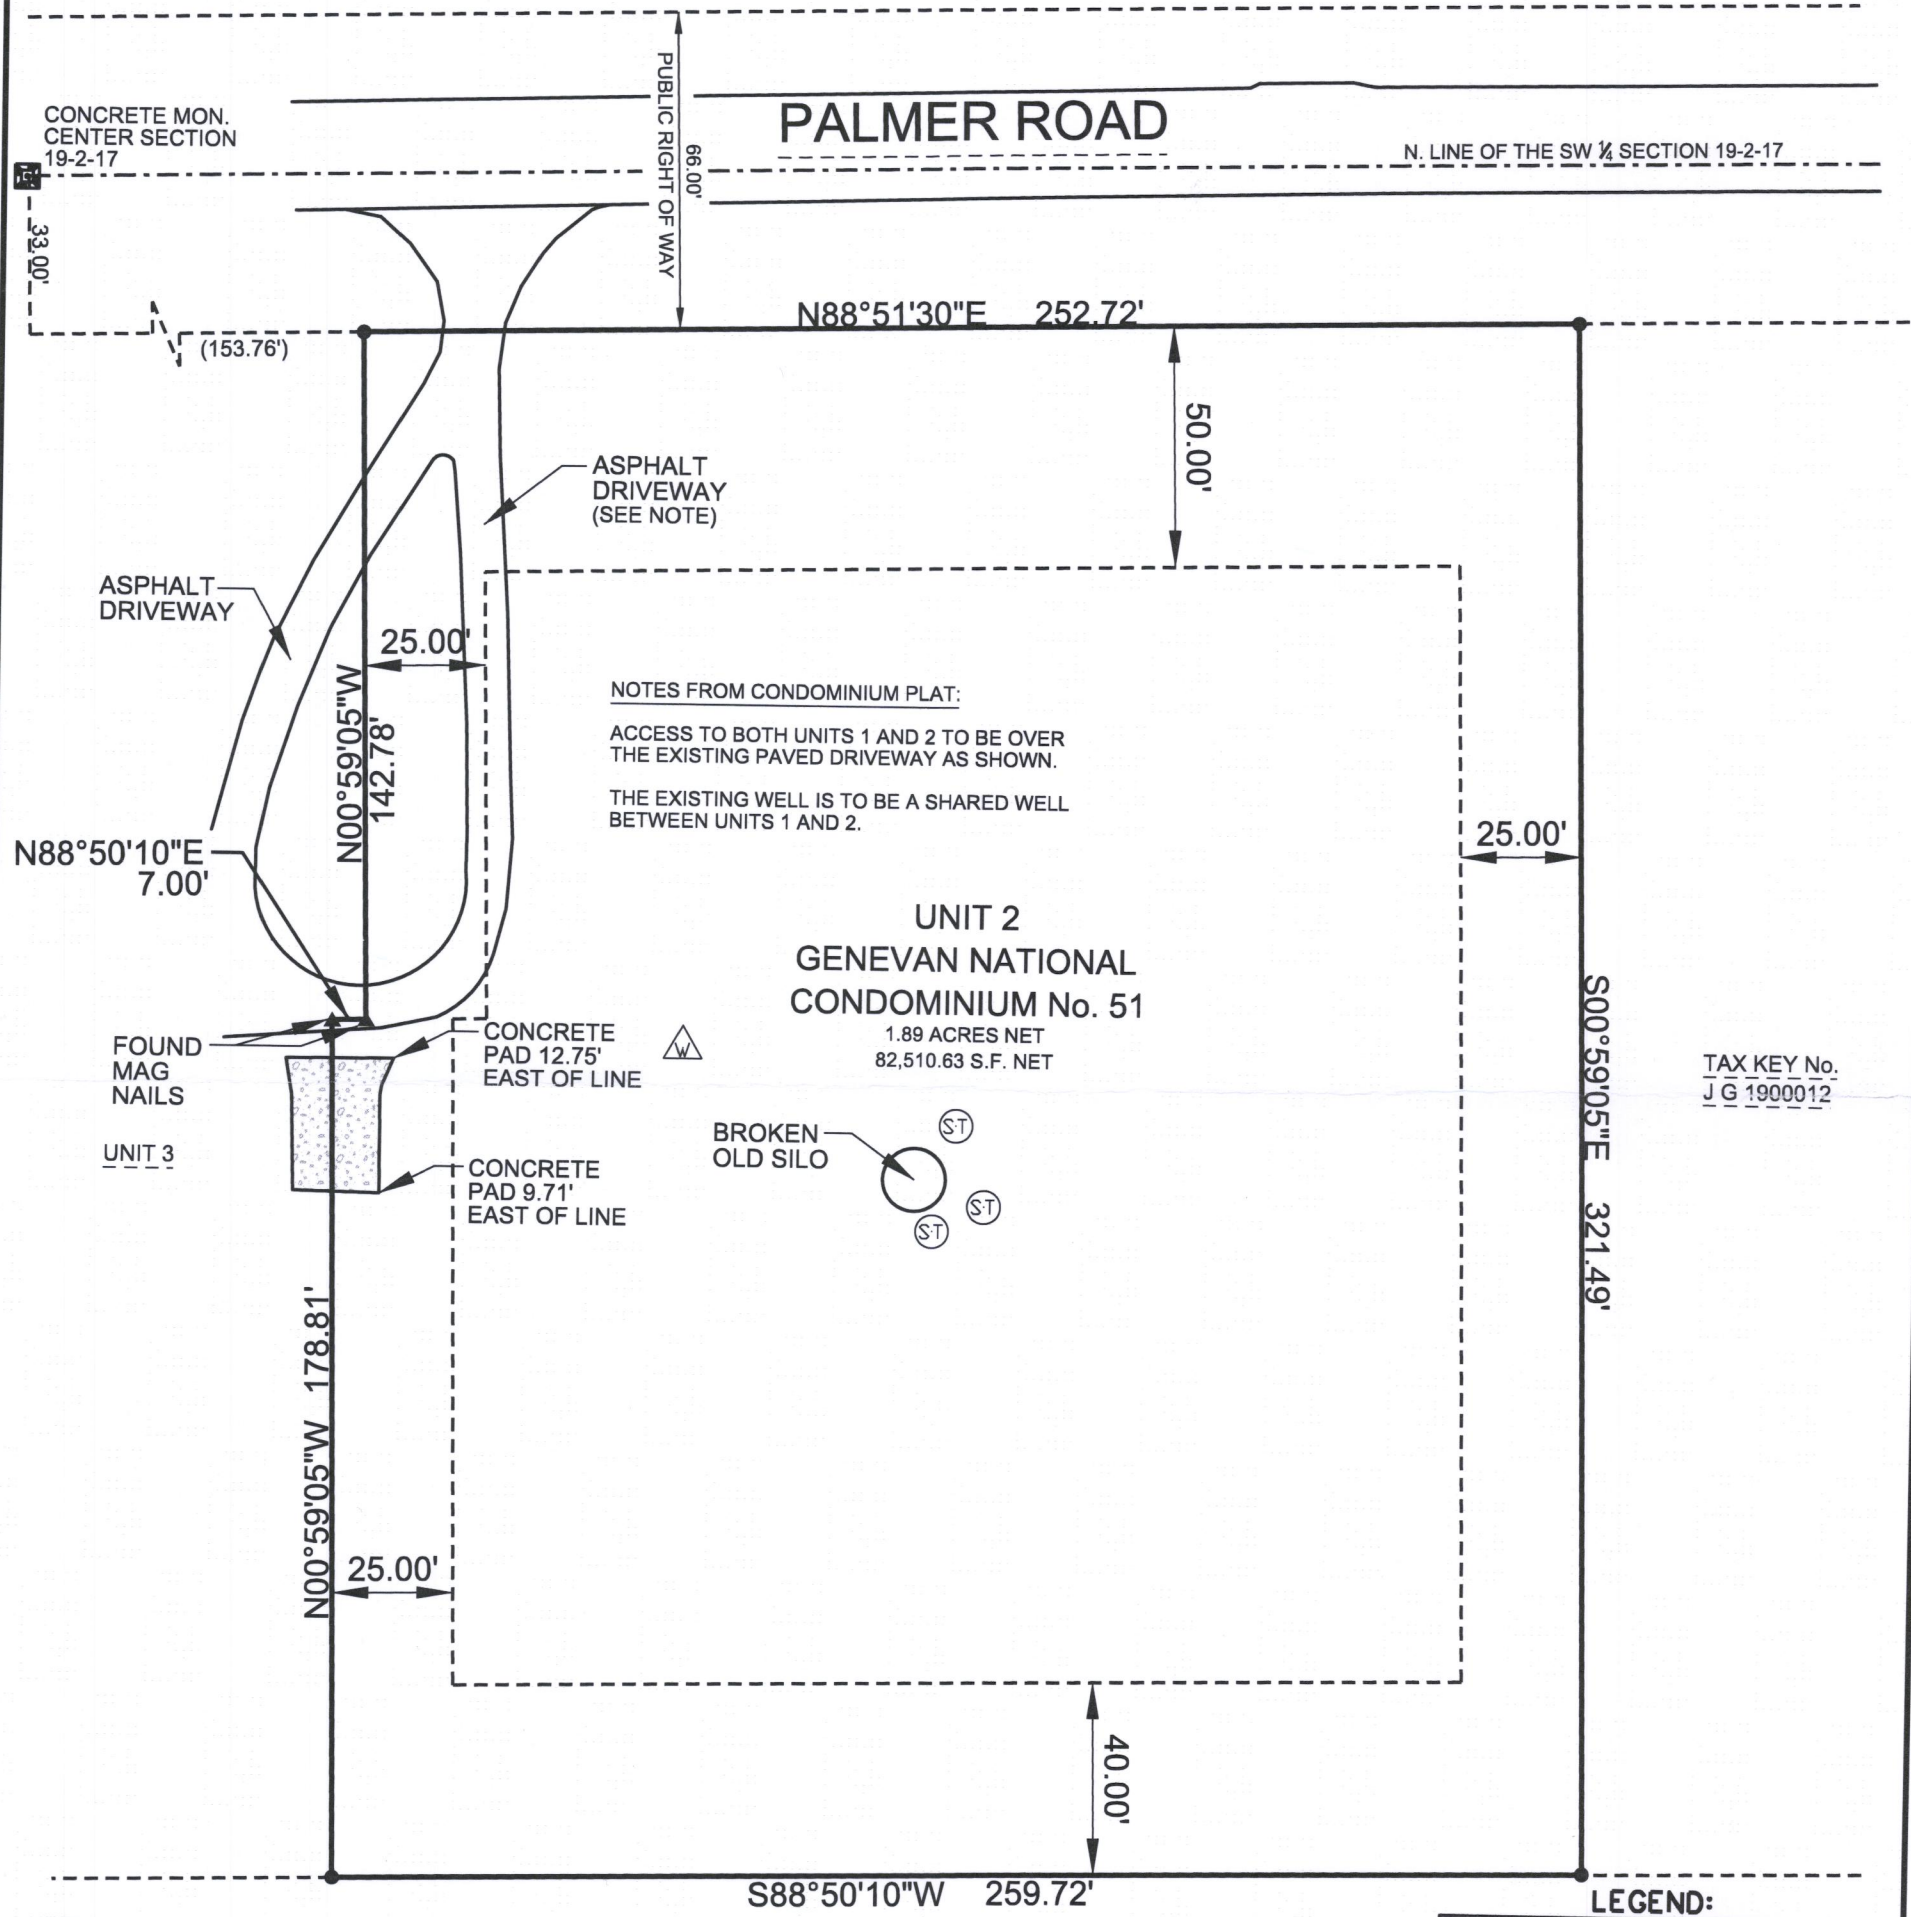 PUBLIC RIGHT OF WAY
66.00'
CONCRETE MON.
CENTER SECTION
19-2-17
PALMER ROAD
N. LINE OF THE SW ¼ SECTION 19-2-17
33.00'
(153.76')
N88°51'30"E 252.72'
50.00'
ASPHALT
DRIVEWAY
(SEE NOTE)
ASPHALT
DRIVEWAY
25.00'
N00°59'05"W
142.78'
NOTES FROM CONDOMINIUM PLAT:
ACCESS TO BOTH UNITS 1 AND 2 TO BE OVER
THE EXISTING PAVED DRIVEWAY AS SHOWN.
THE EXISTING WELL IS TO BE A SHARED WELL
BETWEEN UNITS 1 AND 2.
N88°50'10"E
7.00'
25.00'
UNIT 2
GENEVAN NATIONAL
CONDOMINIUM No. 51
1.89 ACRES NET
82,510.63 S.F. NET
S00°59'05"E 321.49'
FOUND
MAG
NAILS
CONCRETE
PAD 12.75'
EAST OF LINE
W
TAX KEY No.
J G 1900012
UNIT 3
BROKEN
OLD SILO
S·T
S·T
S·T
CONCRETE
PAD 9.71'
EAST OF LINE
N00°59'05"W 178.81'
25.00'
40.00'
S88°50'10"W 259.72'
LEGEND: